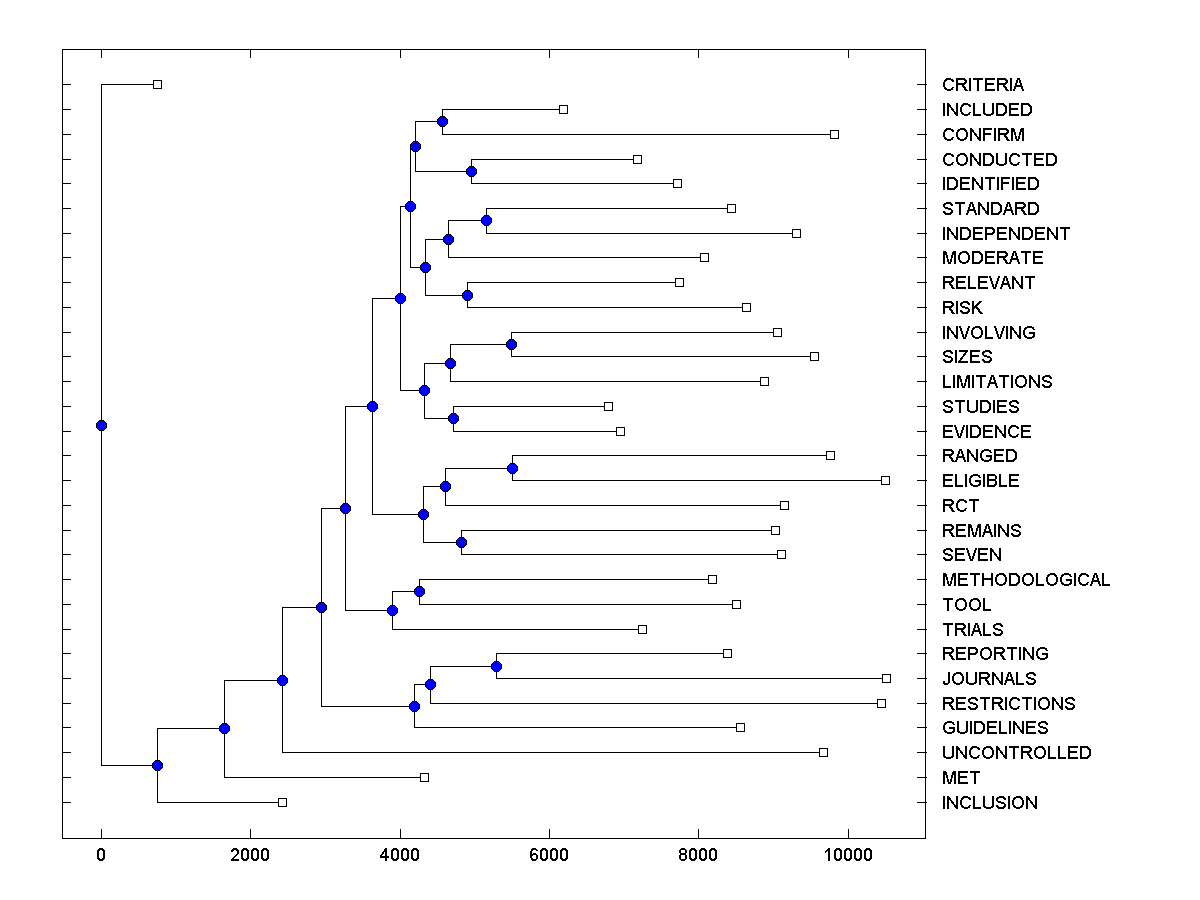 CRITERIA
INCLUDED
CONFIRM
CONDUCTED
IDENTIFIED
STANDARD
INDEPENDENT
MODERATE
RELEVANT
RISK
INVOLVING
SIZES
LIMITATIONS
STUDIES
EVIDENCE
RANGED
ELIGIBLE
RCT
REMAINS
SEVEN
METHODOLOGICAL
TOOL
TRIALS
REPORTING
JOURNALS
RESTRICTIONS
GUIDELINES
UNCONTROLLED
MET
INCLUSION
0 2000 4000 6000 8000 10000